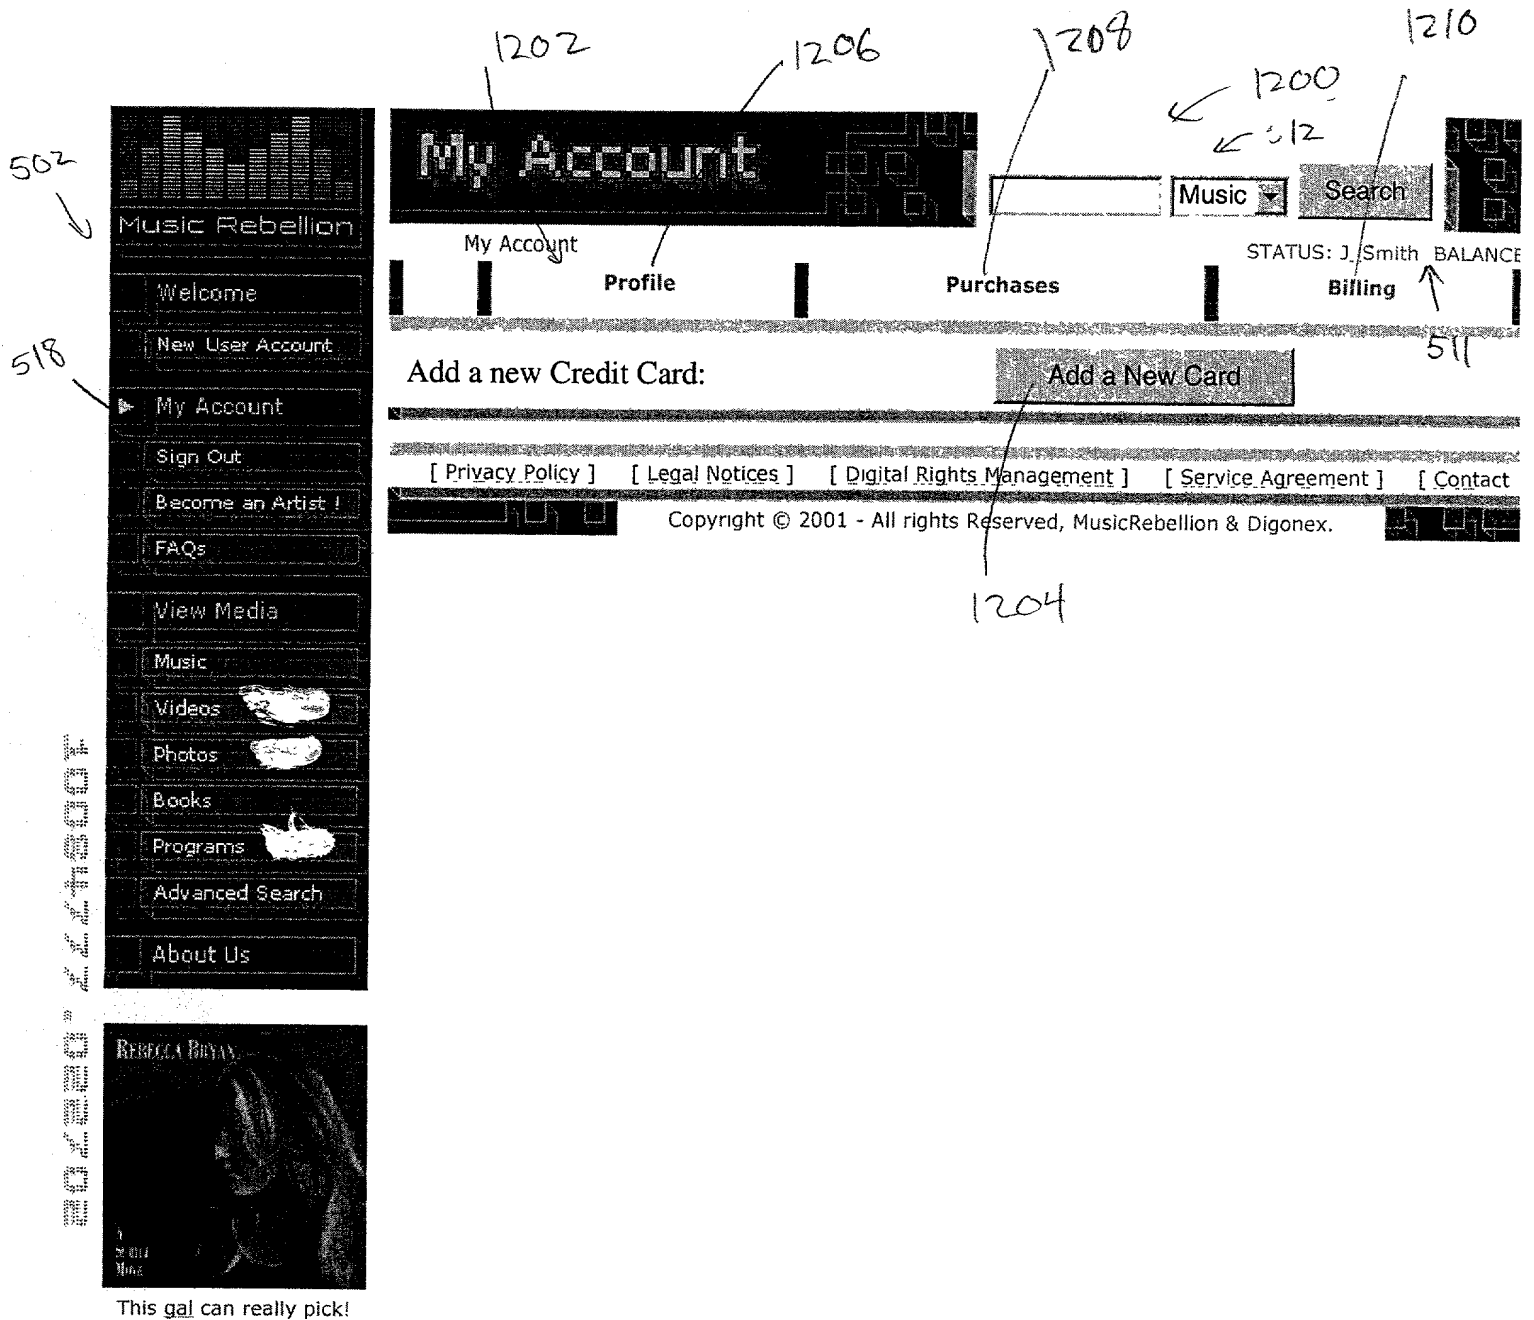 1202
1206
1208
1210
1200
502
My Account
Music
Search
Music Rebellion
My Account
STATUS: J. Smith BALANCE
Profile
Purchases
Billing
511
518
Add a new Credit Card:
Add a New Card
Welcome
New User Account
My Account
Sign Out
Become an Artist !
FAQs
View Media
Music
Videos
Photos
Books
Programs
Advanced Search
About Us
[ Privacy Policy ] [ Legal Notices ] [ Digital Rights Management ] [ Service Agreement ] [ Contact
Copyright © 2001 - All rights Reserved, MusicRebellion & Digonex.
1204
REBECCA BRYAN
This gal can really pick!